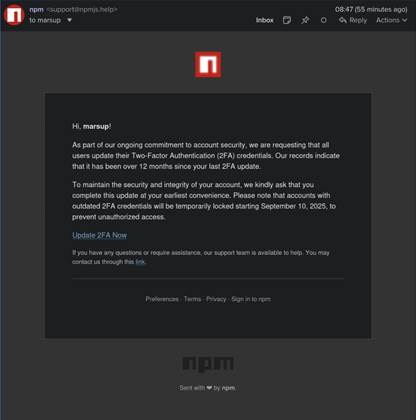 npm <support@npmjs.help>
08:47 (55 minutes ago)
to marsup
Inbox
Reply
Actions
n
Hi, marsup!
As part of our ongoing commitment to account security, we are requesting that all
users update their Two-Factor Authentication (2FA) credentials. Our records indicate
that it has been over 12 months since your last 2FA update.
To maintain the security and integrity of your account, we kindly ask that you
complete this update at your earliest convenience. Please note that accounts with
outdated 2FA credentials will be temporarily locked starting September 10, 2025, to
prevent unauthorized access.
Update 2FA Now
If you have any questions or require assistance, our support team is available to help. You may
contact us through this link.
Preferences · Terms · Privacy · Sign in to npm
npm
Sent with ❤ by npm.